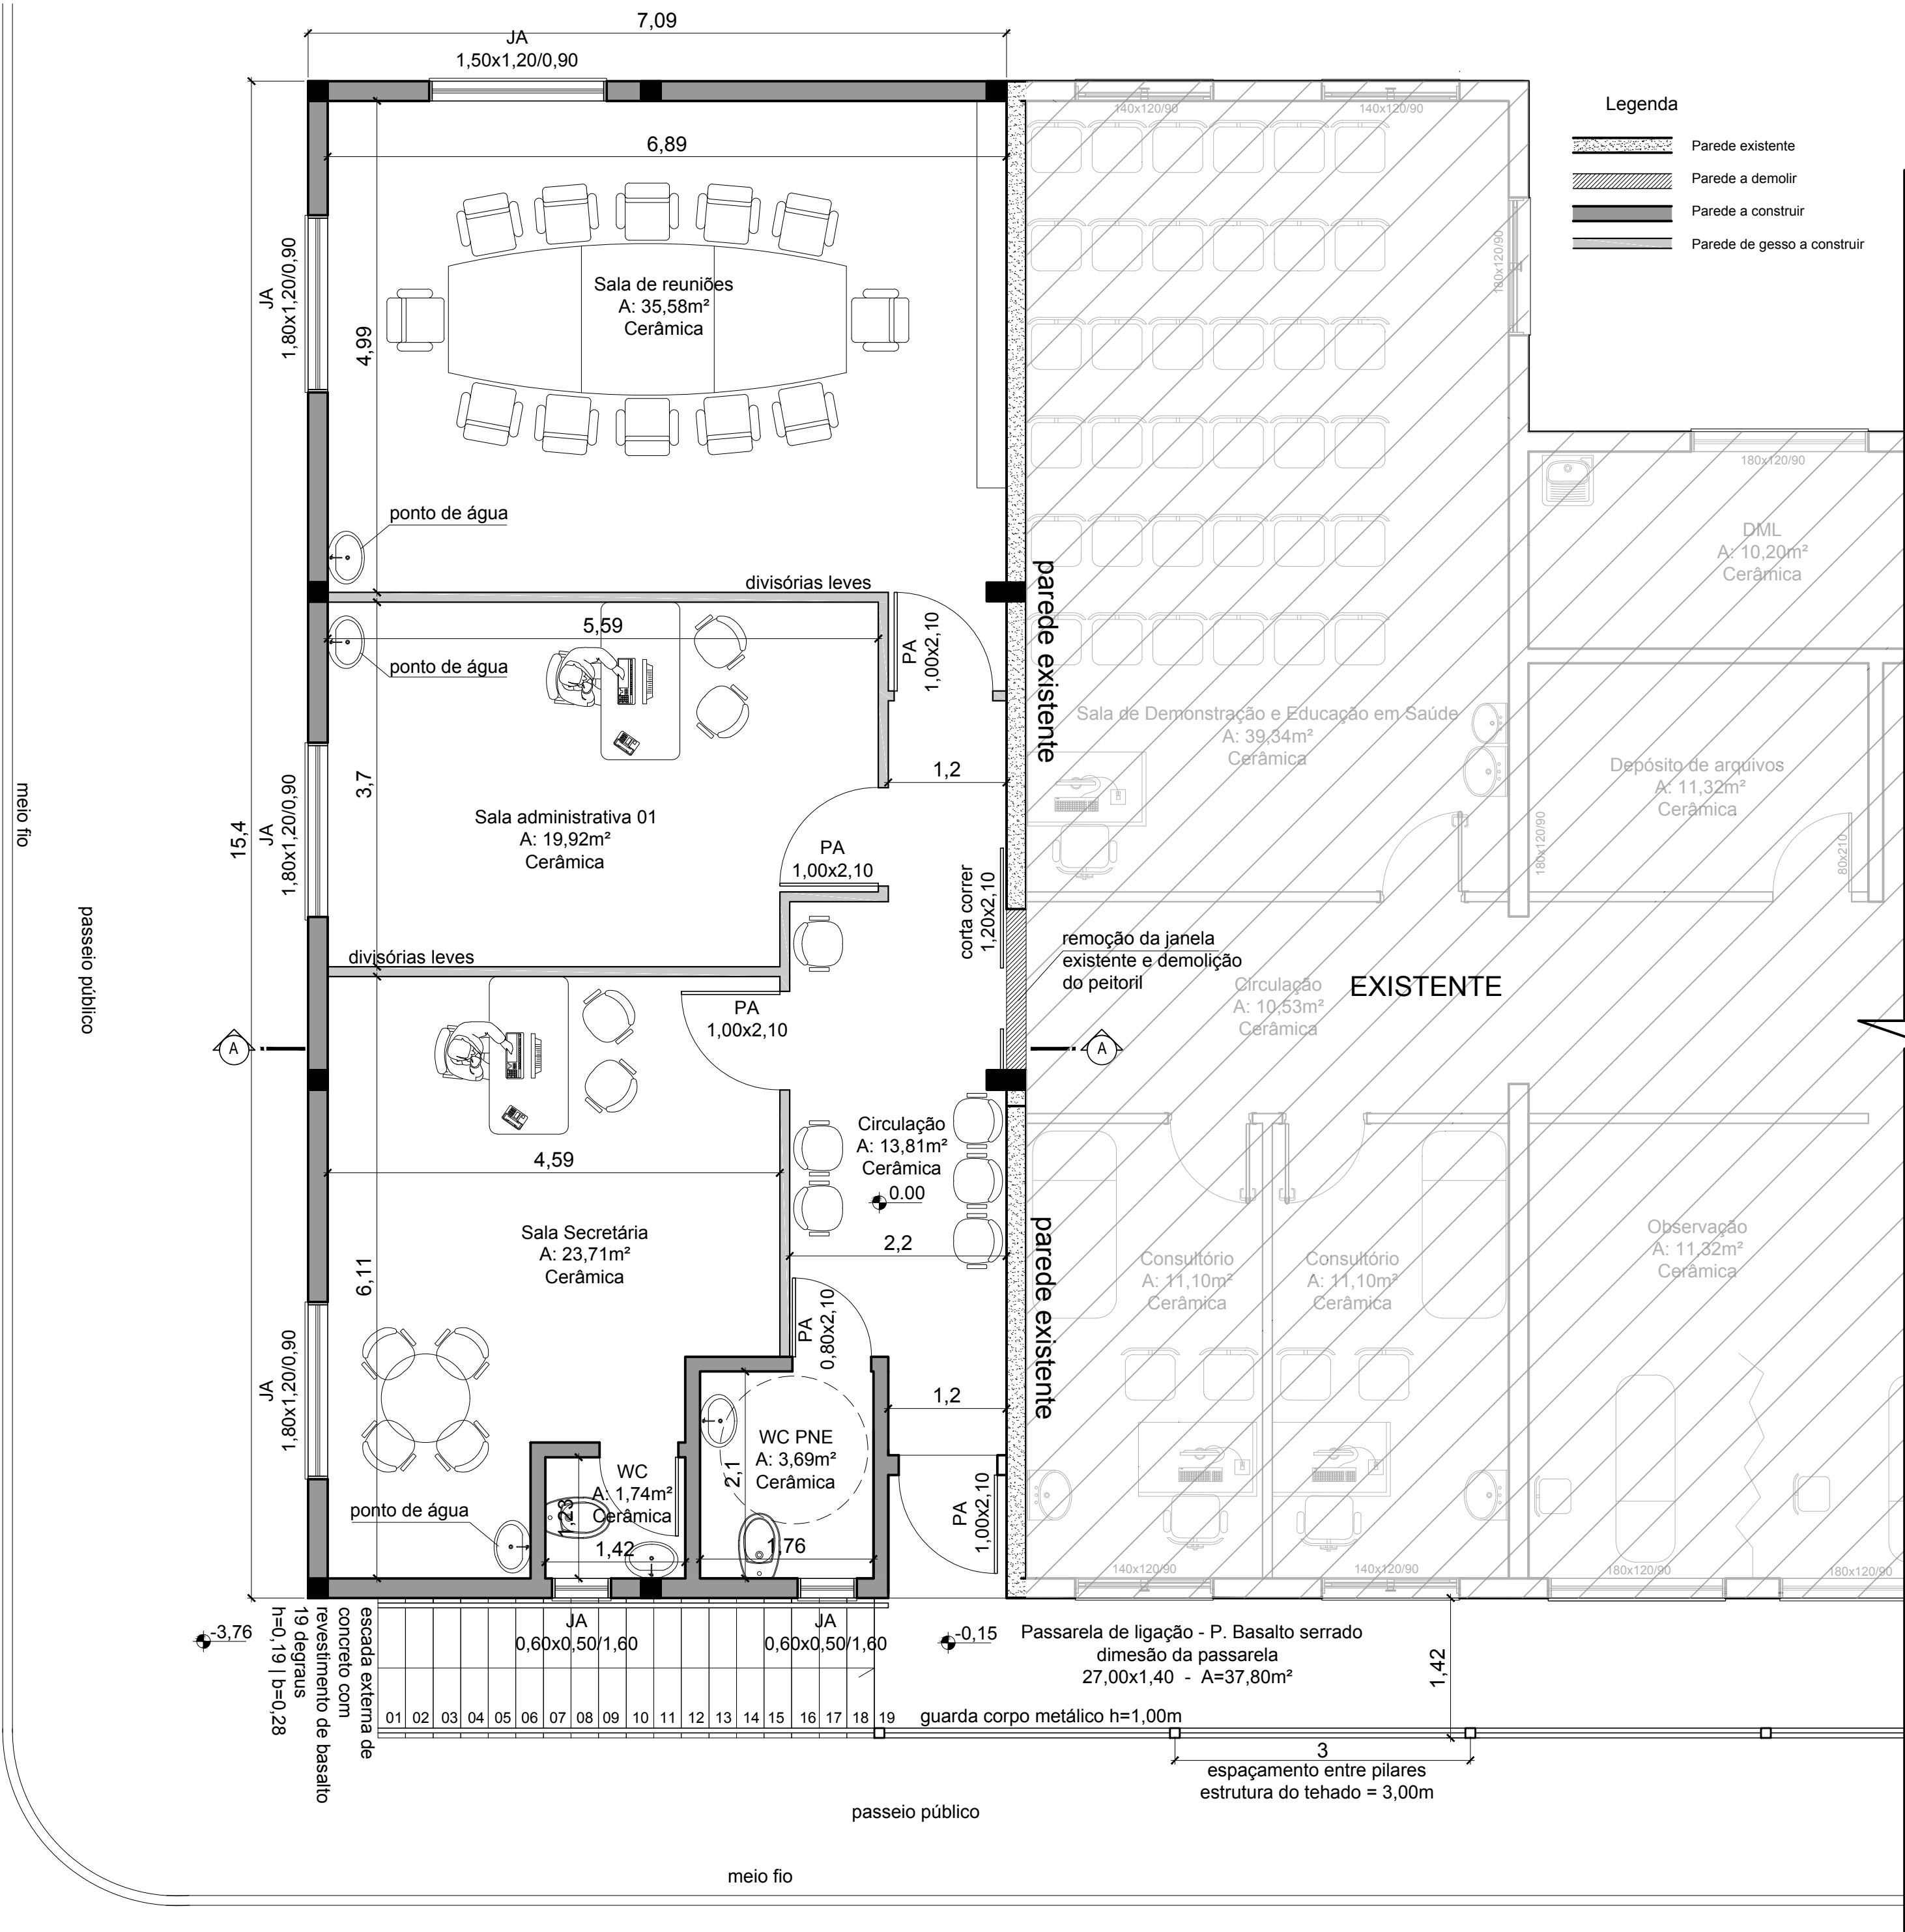 7,09
JA
1,50x1,20/0,90
6,89
JA
1,80x1,20/0,90
4,99
Sala de reuniões
A: 35,58m²
Cerâmica
ponto de água
divisórias leves
ponto de água
5,59
PA
1,00x2,10
1,2
JA
1,80x1,20/0,90
3,7
15,4
Sala administrativa 01
A: 19,92m²
Cerâmica
PA
1,00x2,10
corta correr
1,20x2,10
divisórias leves
PA
1,00x2,10
A
A
4,59
Circulação
A: 13,81m²
Cerâmica
0.00
2,2
Sala Secretária
A: 23,71m²
Cerâmica
6,11
JA
1,80x1,20/0,90
PA
0,80x2,10
1,2
WC PNE
A: 3,69m²
Cerâmica
2,1
1,76
WC
A: 1,74m²
Cerâmica
1,23
1,42
ponto de água
PA
1,00x2,10
parede existente
parede existente
remoção da janela
existente e demolição
do peitoril
EXISTENTE
Legenda
Parede existente
Parede a demolir
Parede a construir
Parede de gesso a construir
140x120/90
140x120/90
180x120/90
180x120/90
DML
A: 10,20m²
Cerâmica
Sala de Demonstração e Educação em Saúde
A: 39,34m²
Cerâmica
Depósito de arquivos
A: 11,32m²
Cerâmica
180x120/90
80x210
Circulação
A: 10,53m²
Cerâmica
Consultório
A: 11,10m²
Cerâmica
Consultório
A: 11,10m²
Cerâmica
Observação
A: 11,32m²
Cerâmica
140x120/90
140x120/90
180x120/90
180x120/90
-3,76
escada externa de
concreto com
revestimento de basalto
19 degraus
h=0,19 | b=0,28
JA
0,60x0,50/1,60
JA
0,60x0,50/1,60
-0,15
Passarela de ligação - P. Basalto serrado
dimesão da passarela
27,00x1,40 - A=37,80m²
1,42
01 02 03 04 05 06 07 08 09 10 11 12 13 14 15 16 17 18 19
guarda corpo metálico h=1,00m
3
espaçamento entre pilares
estrutura do tehado = 3,00m
passeio público
meio fio
meio fio
passeio público